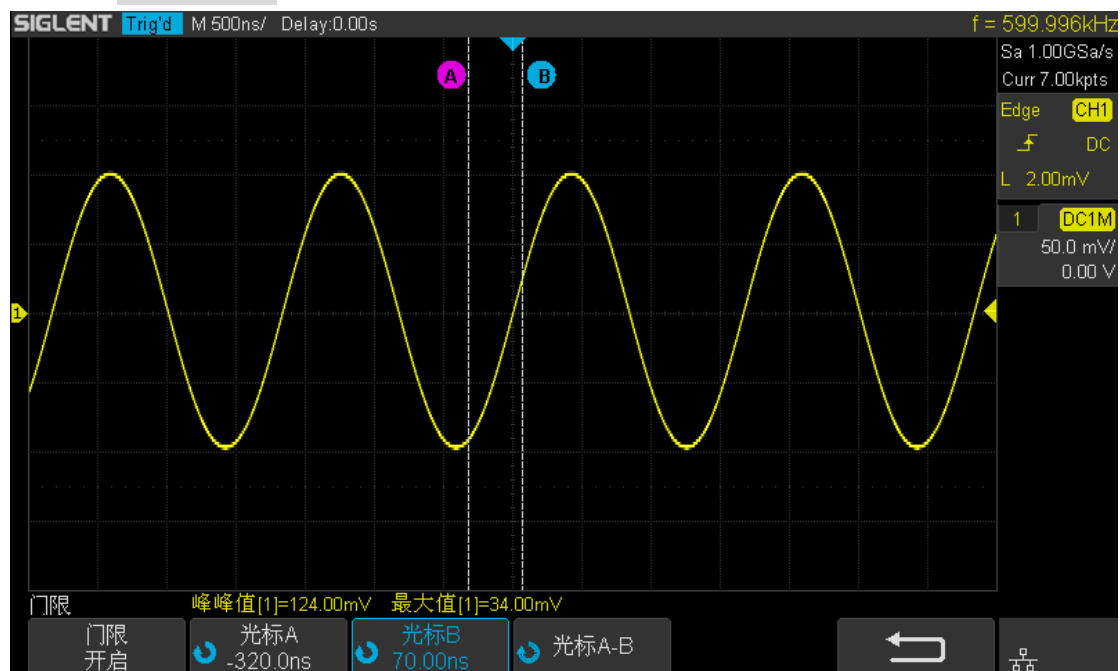 SIGLENT Trig'd M 500ns/ Delay:0.00s f = 599.996kHz
Sa 1.00GSa/s
Curr 7.00kpts
A B
Edge CH1
DC
L 2.00mV
1 DC1M
50.0 mV/
0.00 V
1
门限 峰峰值[1]=124.00mV 最大值[1]=34.00mV
门限 光标A 光标B 光标A-B
开启 -320.0ns 70.00ns